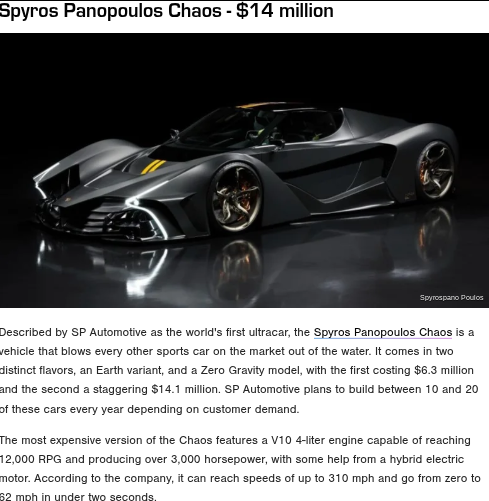 Spyros Panopoulos Chaos - $14 million
Spyrospano Poulos
Described by SP Automotive as the world's first ultracar, the Spyros Panopoulos Chaos is a
vehicle that blows every other sports car on the market out of the water. It comes in two
distinct flavors, an Earth variant, and a Zero Gravity model, with the first costing $6.3 million
and the second a staggering $14.1 million. SP Automotive plans to build between 10 and 20
of these cars every year depending on customer demand.
The most expensive version of the Chaos features a V10 4-liter engine capable of reaching
12,000 RPG and producing over 3,000 horsepower, with some help from a hybrid electric
motor. According to the company, it can reach speeds of up to 310 mph and go from zero to
62 mph in under two seconds.